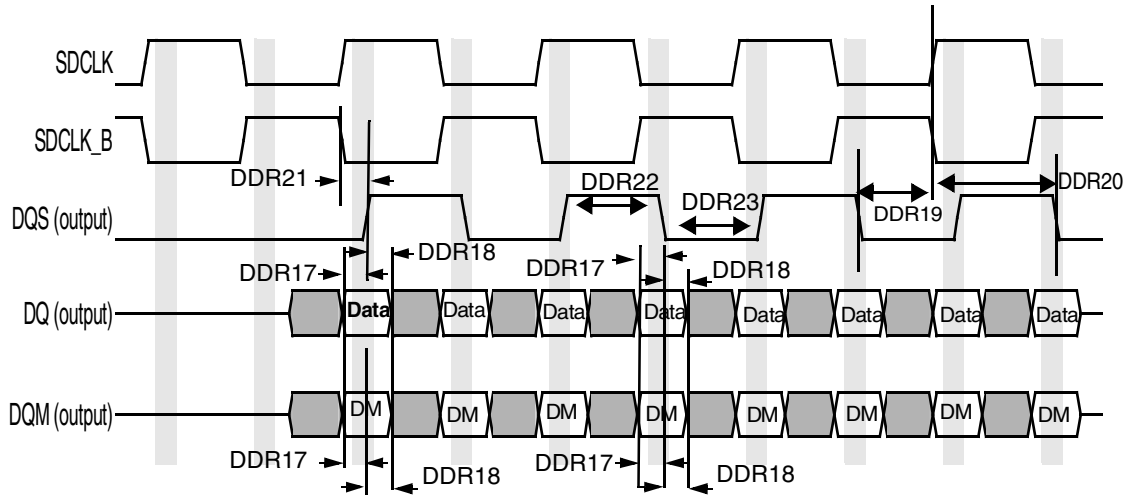 SDCLK
SDCLK_B
DDR21
DDR22
DDR23
DDR19
DDR20
DQS (output)
DDR17
DDR18
DDR17
DDR18
DQ (output)
Data Data Data Data Data Data Data Data
DQM (output)
DM DM DM DM DM DM DM DM
DDR17
DDR18
DDR17
DDR18